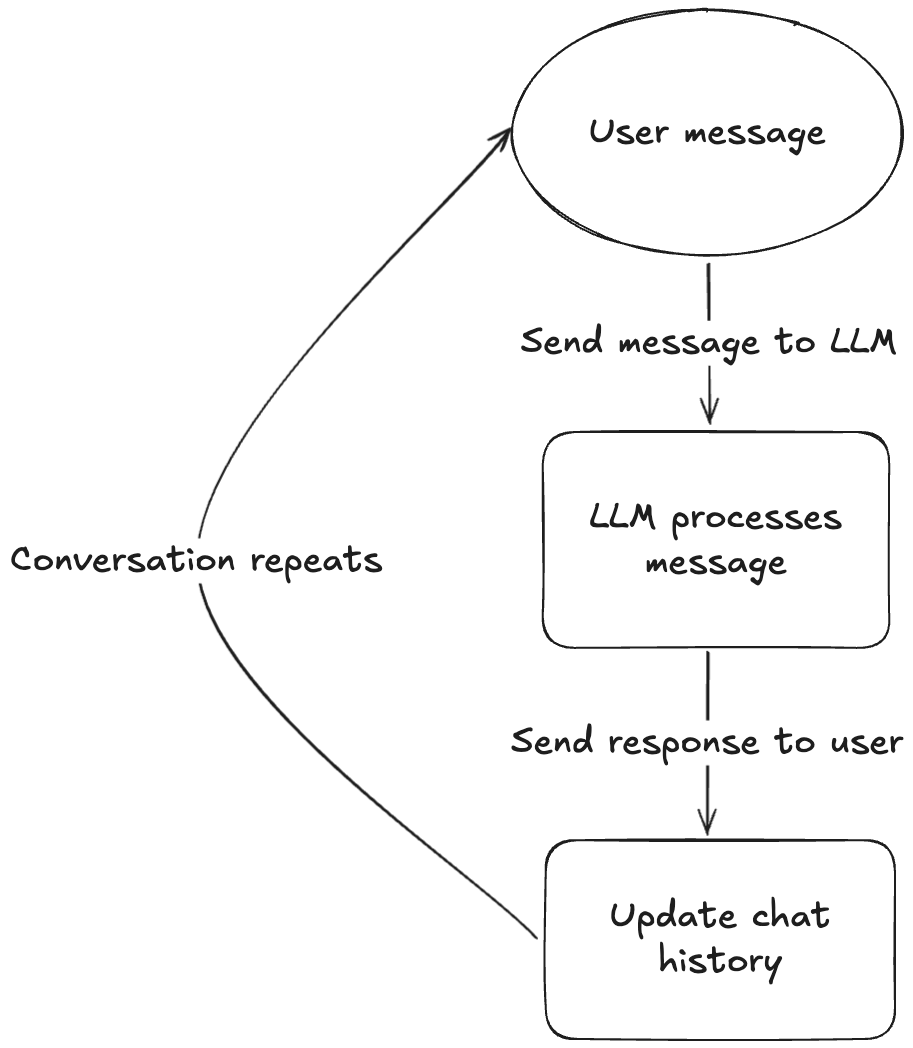 User message
Send message to LLM
LLM processes
message
Conversation repeats
Send response to user
Update chat
history